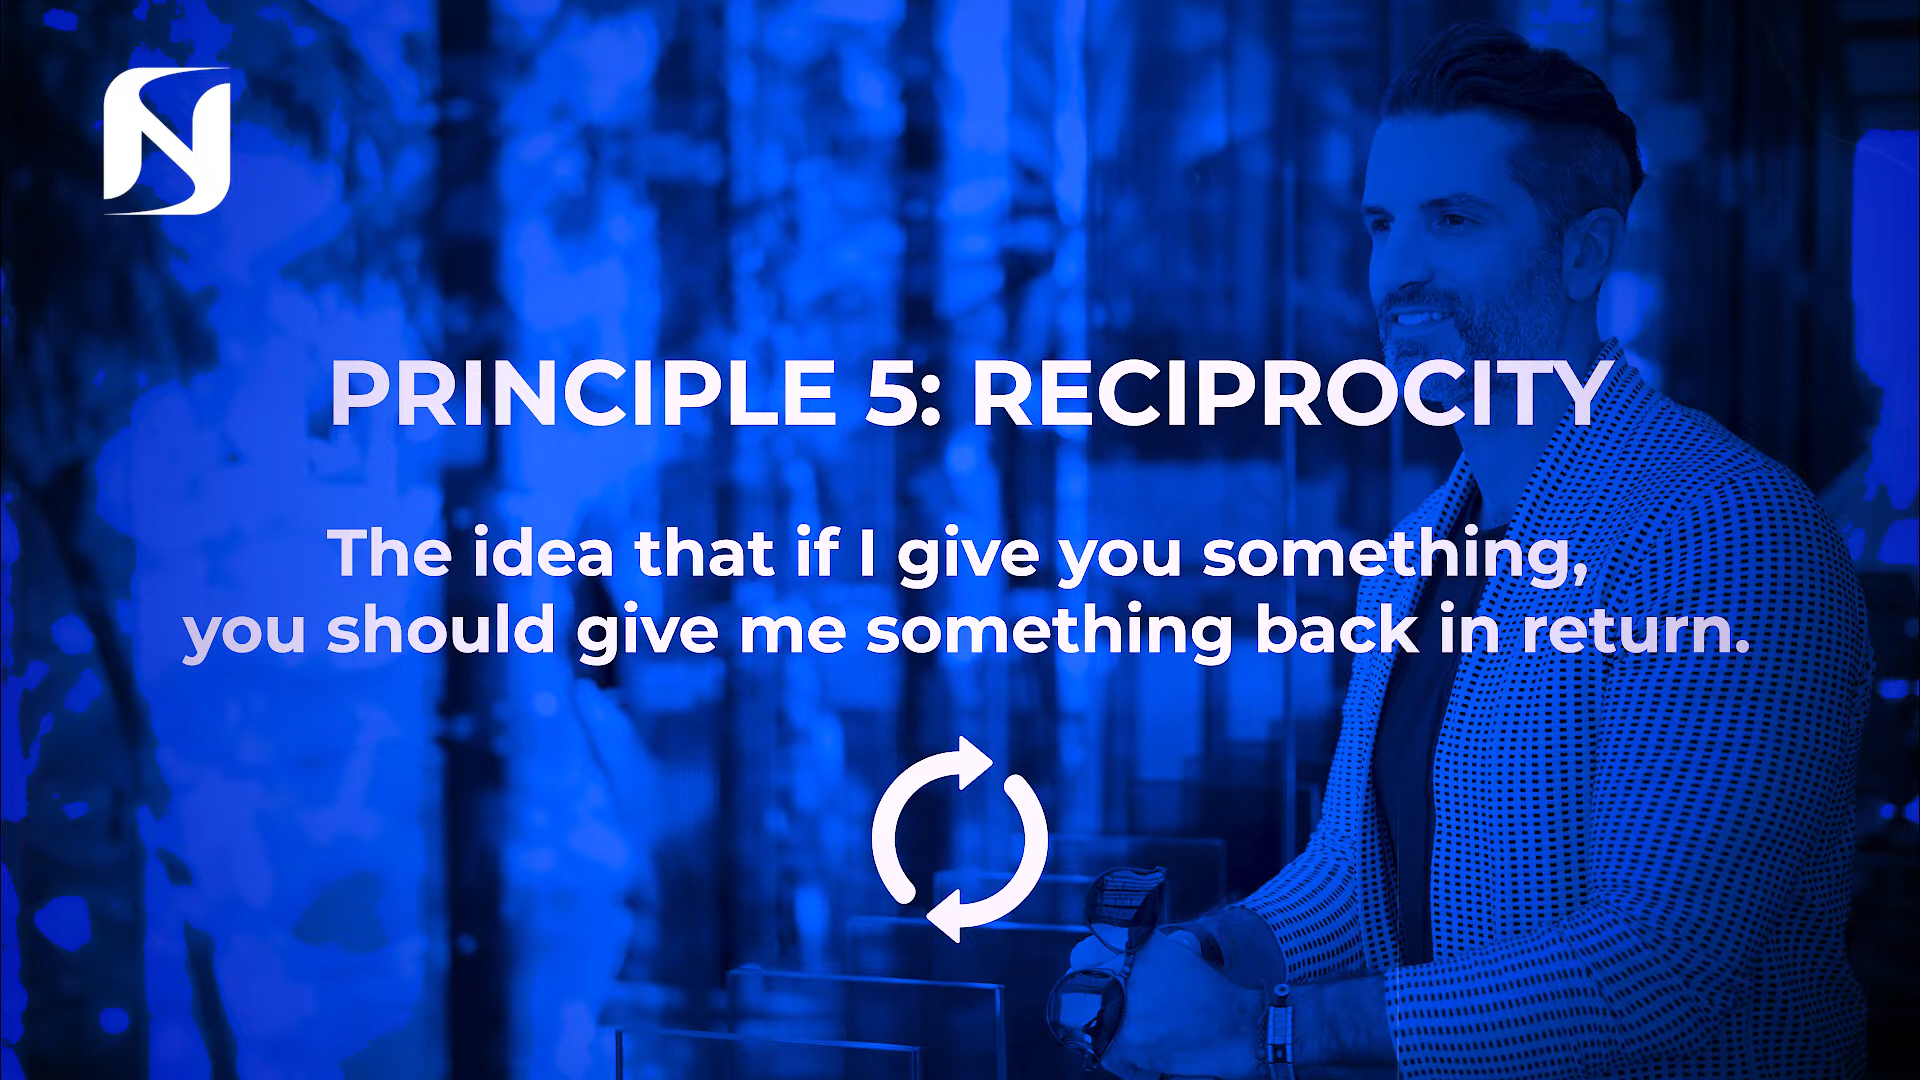 PRINCIPLE 5: RECIPROCITY
The idea that if I give you something,
you should give me something back in return.